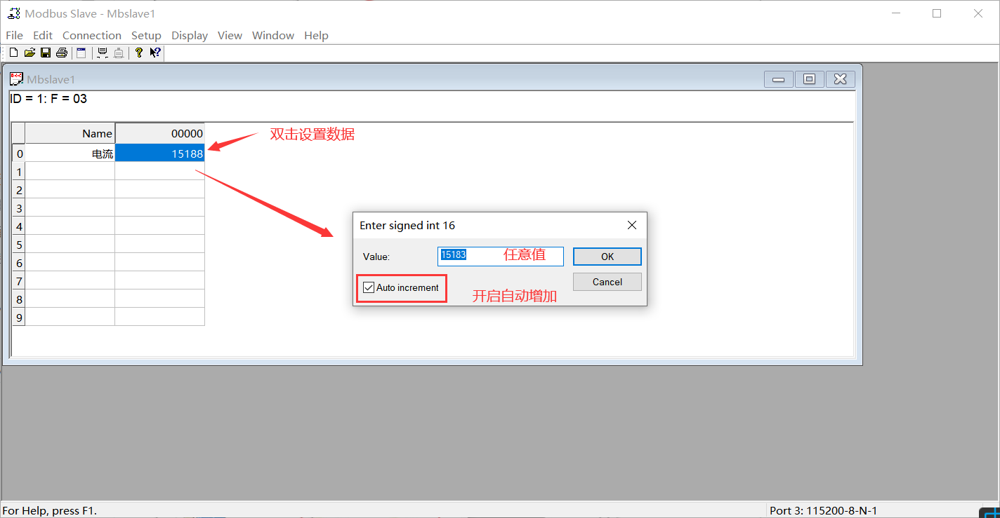 Modbus Slave - Mbslave1
File Edit Connection Setup Display View Window Help
Mbslave1
ID = 1: F = 03
Name 00000
双击设置数据
0 电流 15188
1
2
3
4
5
6
7
8
9
Enter signed int 16
Value: 15183 任意值 OK
Auto increment 开启自动增加 Cancel
For Help, press F1. Port 3: 115200-8-N-1